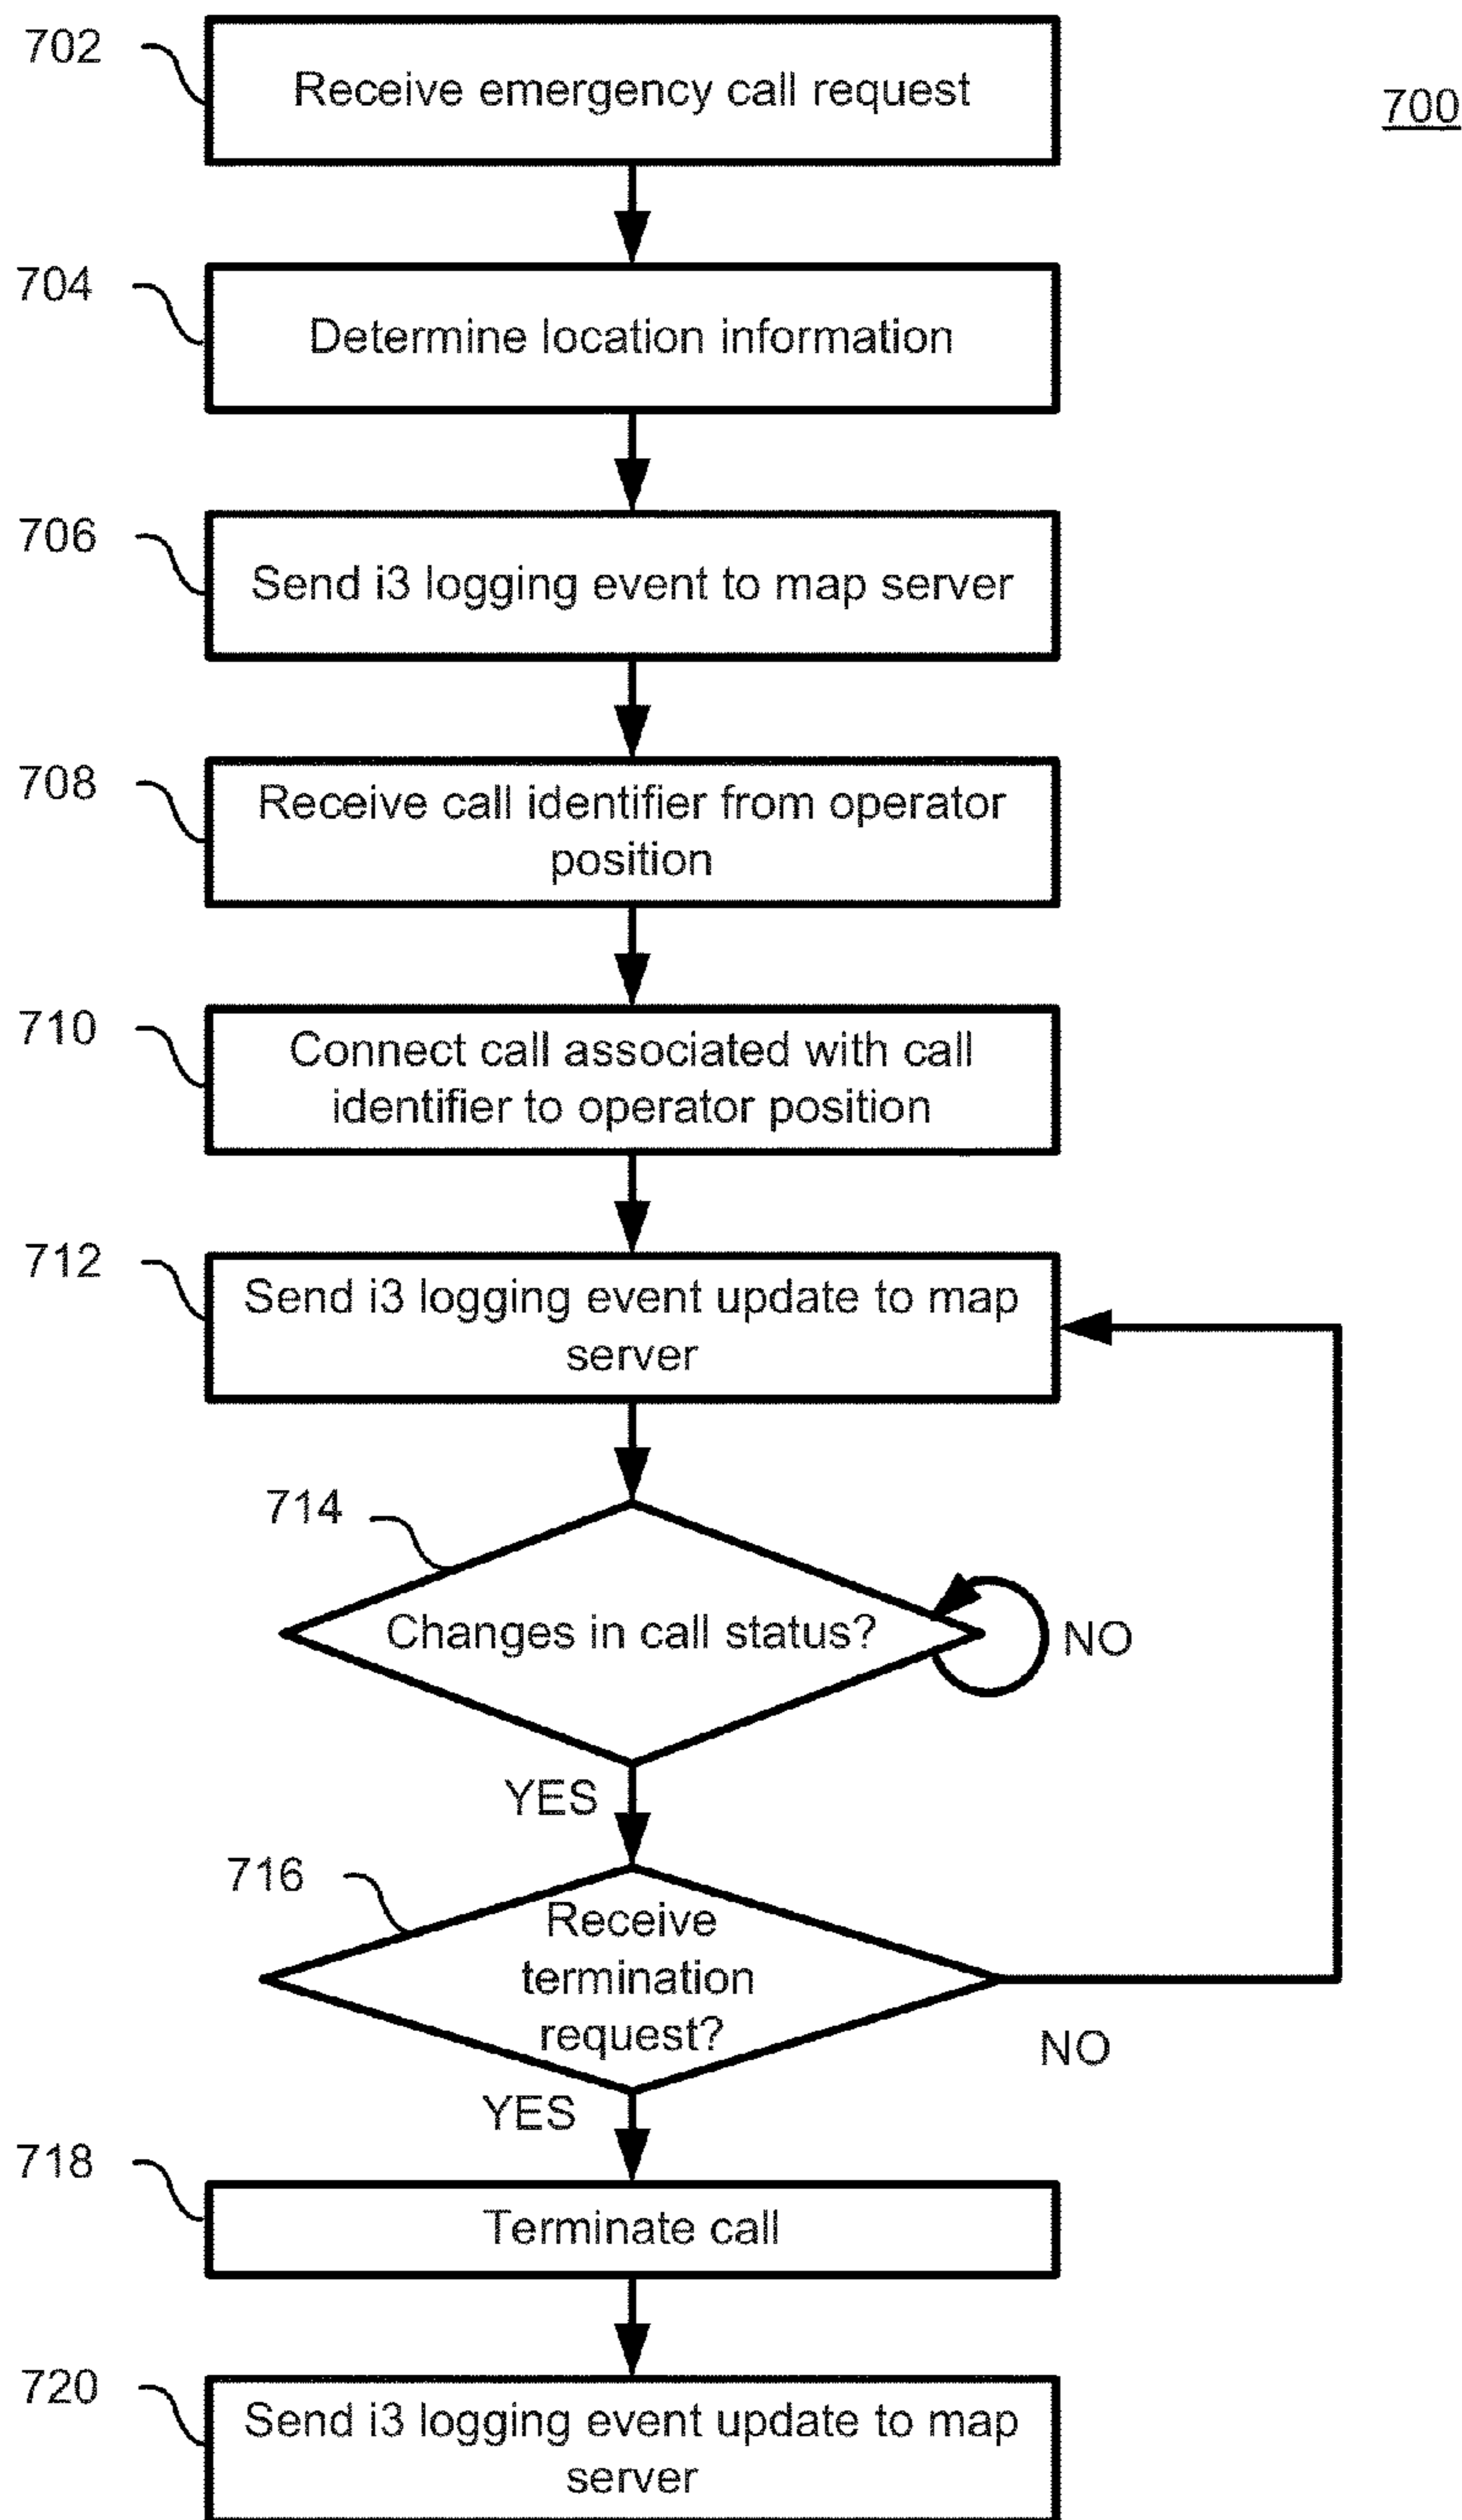 702
Receive emergency call request
700
704
Determine location information
706
Send i3 logging event to map server
708
Receive call identifier from operator
position
710
Connect call associated with call
identifier to operator position
712
Send i3 logging event update to map
server
714
Changes in call status?
NO
YES
716
Receive
termination
request?
NO
YES
718
Terminate call
720
Send i3 logging event update to map
server